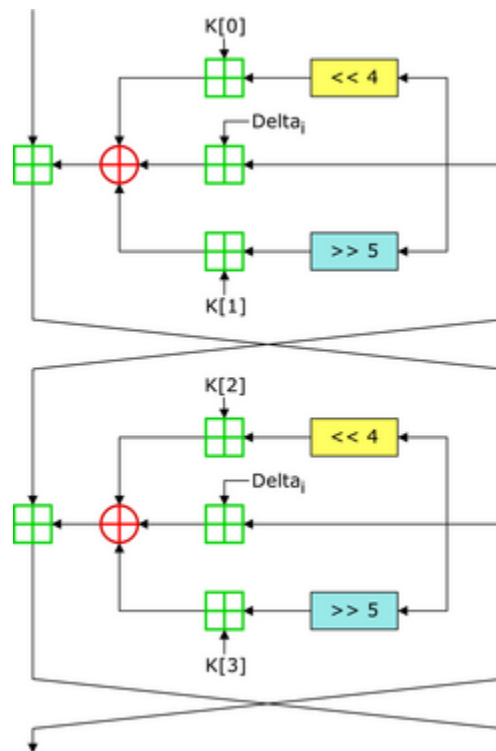 K[0]
<< 4
Delta_i
>> 5
K[1]
K[2]
<< 4
Delta_i
>> 5
K[3]